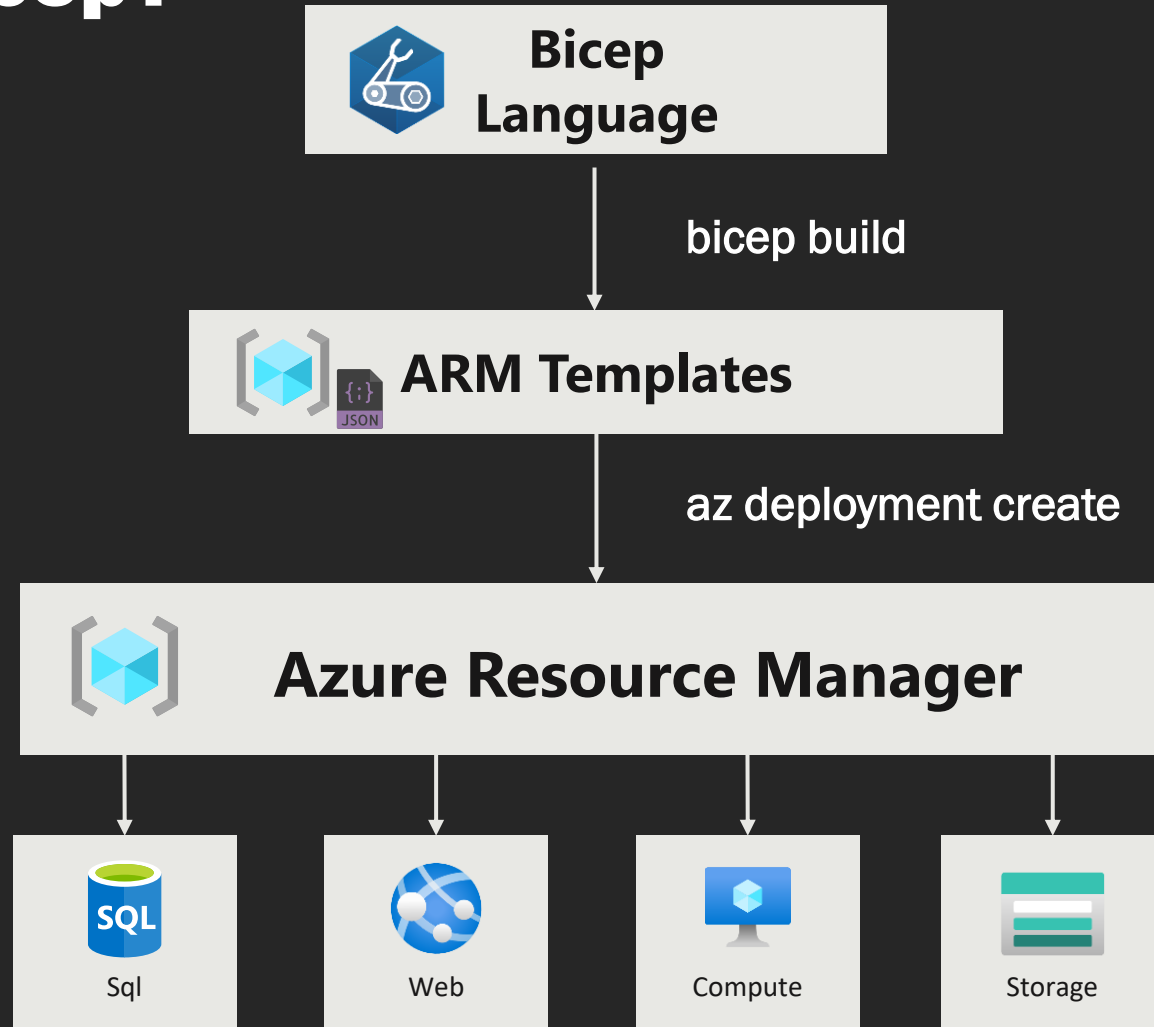 Bicep
Language
bicep build
{;}
JSON
ARM Templates
az deployment create
Azure Resource Manager
SQL
Sql
Web
Compute
Storage